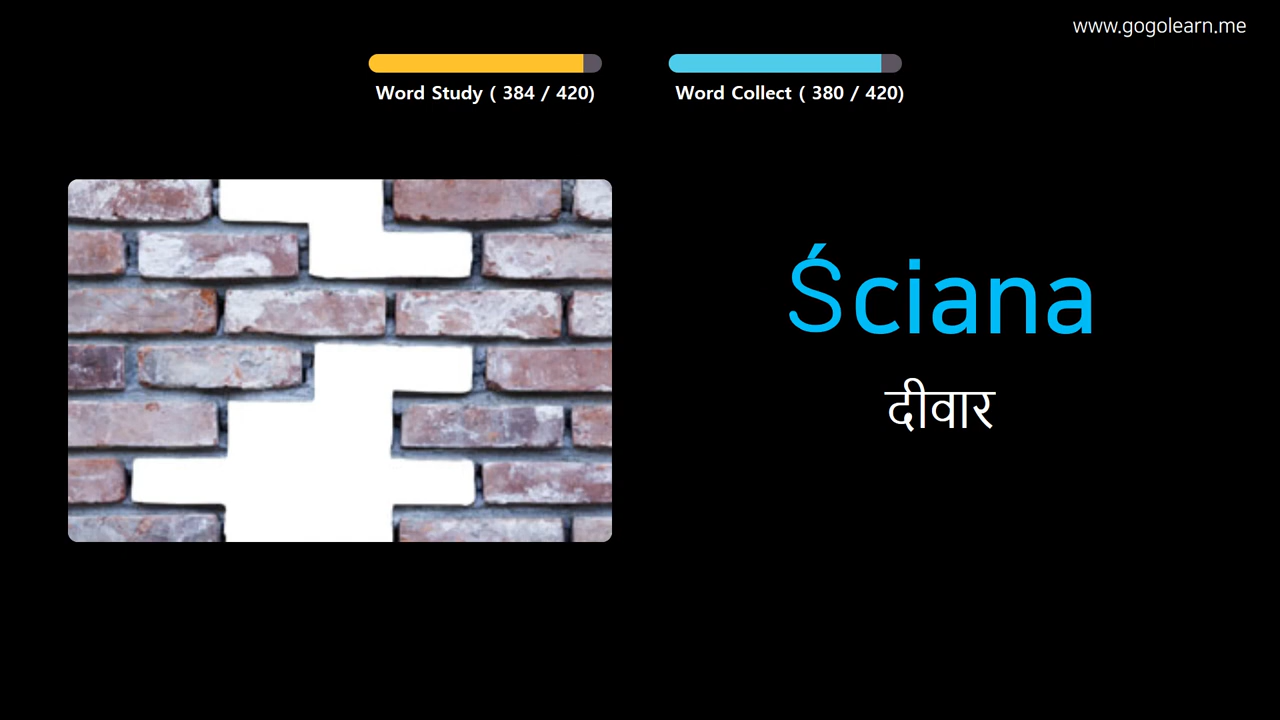 www.gogolearn.me
Word Study ( 384 / 420)
Word Collect ( 380 / 420)
Ściana
दीवार